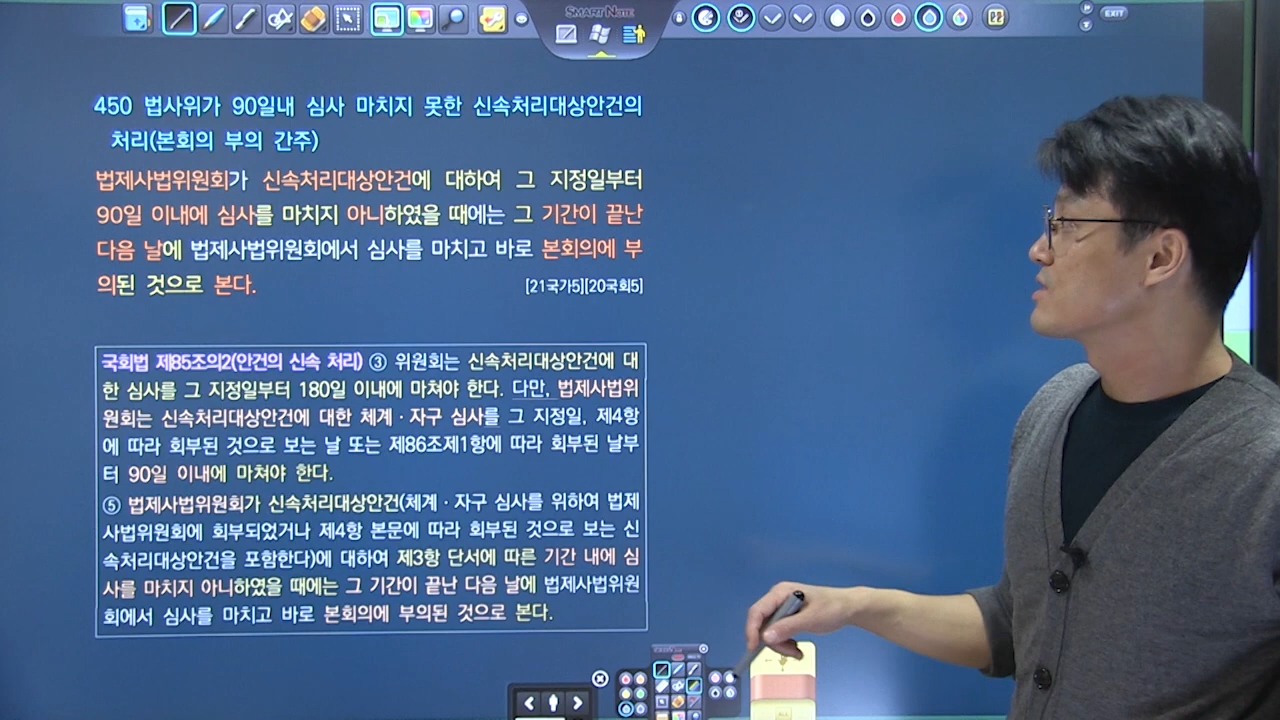 SMARTNOTE
EXIT
450 법사위가 90일내 심사 마치지 못한 신속처리대상안건의
처리(본회의 부의 간주)
법제사법위원회가 신속처리대상안건에 대하여 그 지정일부터
90일 이내에 심사를 마치지 아니하였을 때에는 그 기간이 끝난
다음 날에 법제사법위원회에서 심사를 마치고 바로 본회의에 부
의된 것으로 본다.
[21국가5][20국회5]
국회법 제85조의2(안건의 신속 처리) ③ 위원회는 신속처리대상안건에 대
한 심사를 그 지정일부터 180일 이내에 마쳐야 한다. 다만, 법제사법위
원회는 신속처리대상안건에 대한 체계·자구 심사를 그 지정일, 제4항
에 따라 회부된 것으로 보는 날 또는 제86조제1항에 따라 회부된 날부
터 90일 이내에 마쳐야 한다.
⑤ 법제사법위원회가 신속처리대상안건(체계·자구 심사를 위하여 법제
사법위원회에 회부되었거나 제4항 본문에 따라 회부된 것으로 보는 신
속처리대상안건을 포함한다)에 대하여 제3항 단서에 따른 기간 내에 심
사를 마치지 아니하였을 때에는 그 기간이 끝난 다음 날에 법제사법위원
회에서 심사를 마치고 바로 본회의에 부의된 것으로 본다.